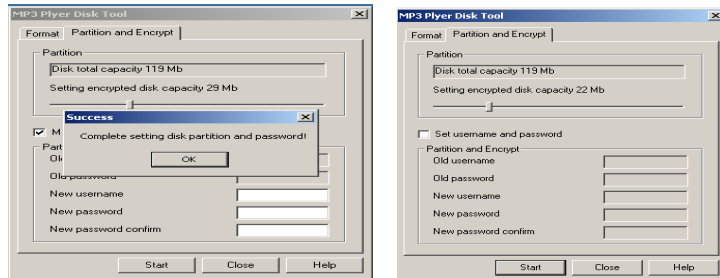 MP3 Plyer Disk Tool
Format Partition and Encrypt
Partition
Disk total capacity 119 Mb
Setting encrypted disk capacity 29 Mb
Success
Complete setting disk partition and password!
OK
M
Part
Old password
New username
New password
New password confirm
Start Close Help
MP3 Plyer Disk Tool
Format Partition and Encrypt
Partition
Disk total capacity 119 Mb
Setting encrypted disk capacity 22 Mb
Set username and password
Partition and Encrypt
Old username
Old password
New username
New password
New password confirm
Start Close Help